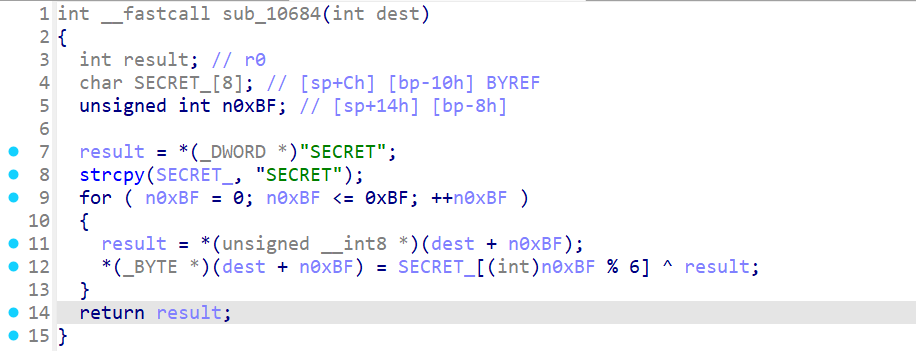 1 int __fastcall sub_10684(int dest)
2 {
3   int result; // r0
4   char SECRET_[8]; // [sp+Ch] [bp-10h] BYREF
5   unsigned int n0xBF; // [sp+14h] [bp-8h]
6
7   result = *(_DWORD *)"SECRET";
8   strcpy(SECRET_, "SECRET");
9   for ( n0xBF = 0; n0xBF <= 0xBF; ++n0xBF )
10   {
11     result = *(unsigned __int8 *)(dest + n0xBF);
12     *(_BYTE *)(dest + n0xBF) = SECRET_[(int)n0xBF % 6] ^ result;
13   }
14   return result;
15 }